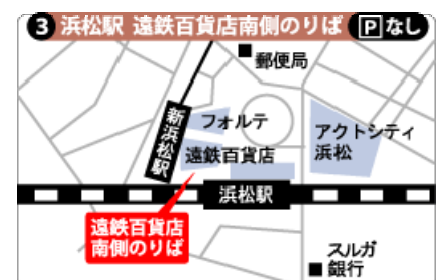 3 浜松駅 遠鉄百貨店南側のりば Pなし
郵便局
新浜松駅
フォルテ
アクトシティ
浜松
遠鉄百貨店
浜松駅
遠鉄百貨店
南側のりば
スルガ
銀行